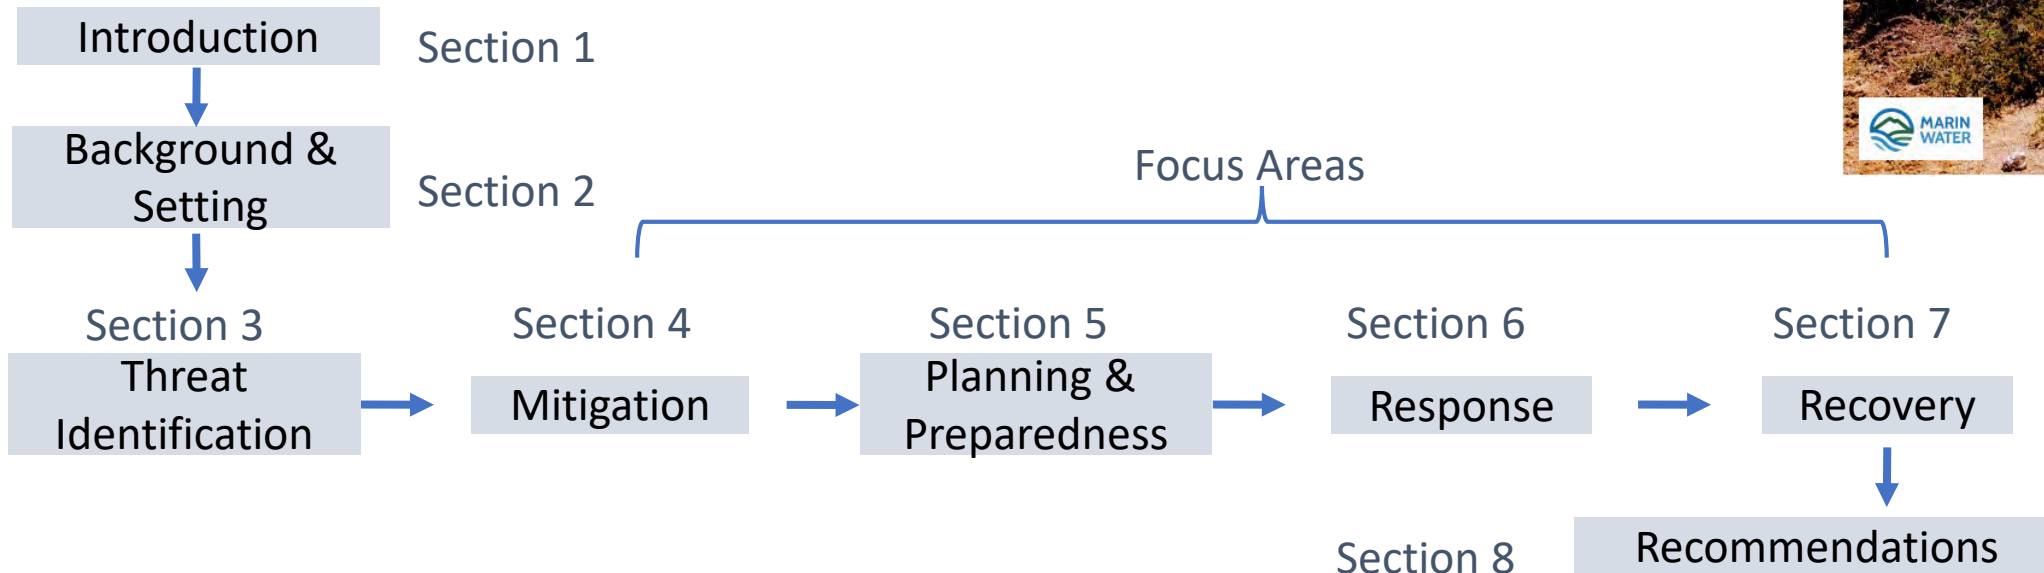 Introduction
Section 1
MARIN
WATER
Background &
Setting
Section 2
Focus Areas
Section 3
Section 4
Section 5
Section 6
Section 7
Threat
Identification
Mitigation
Planning &
Preparedness
Response
Recovery
Section 8
Recommendations